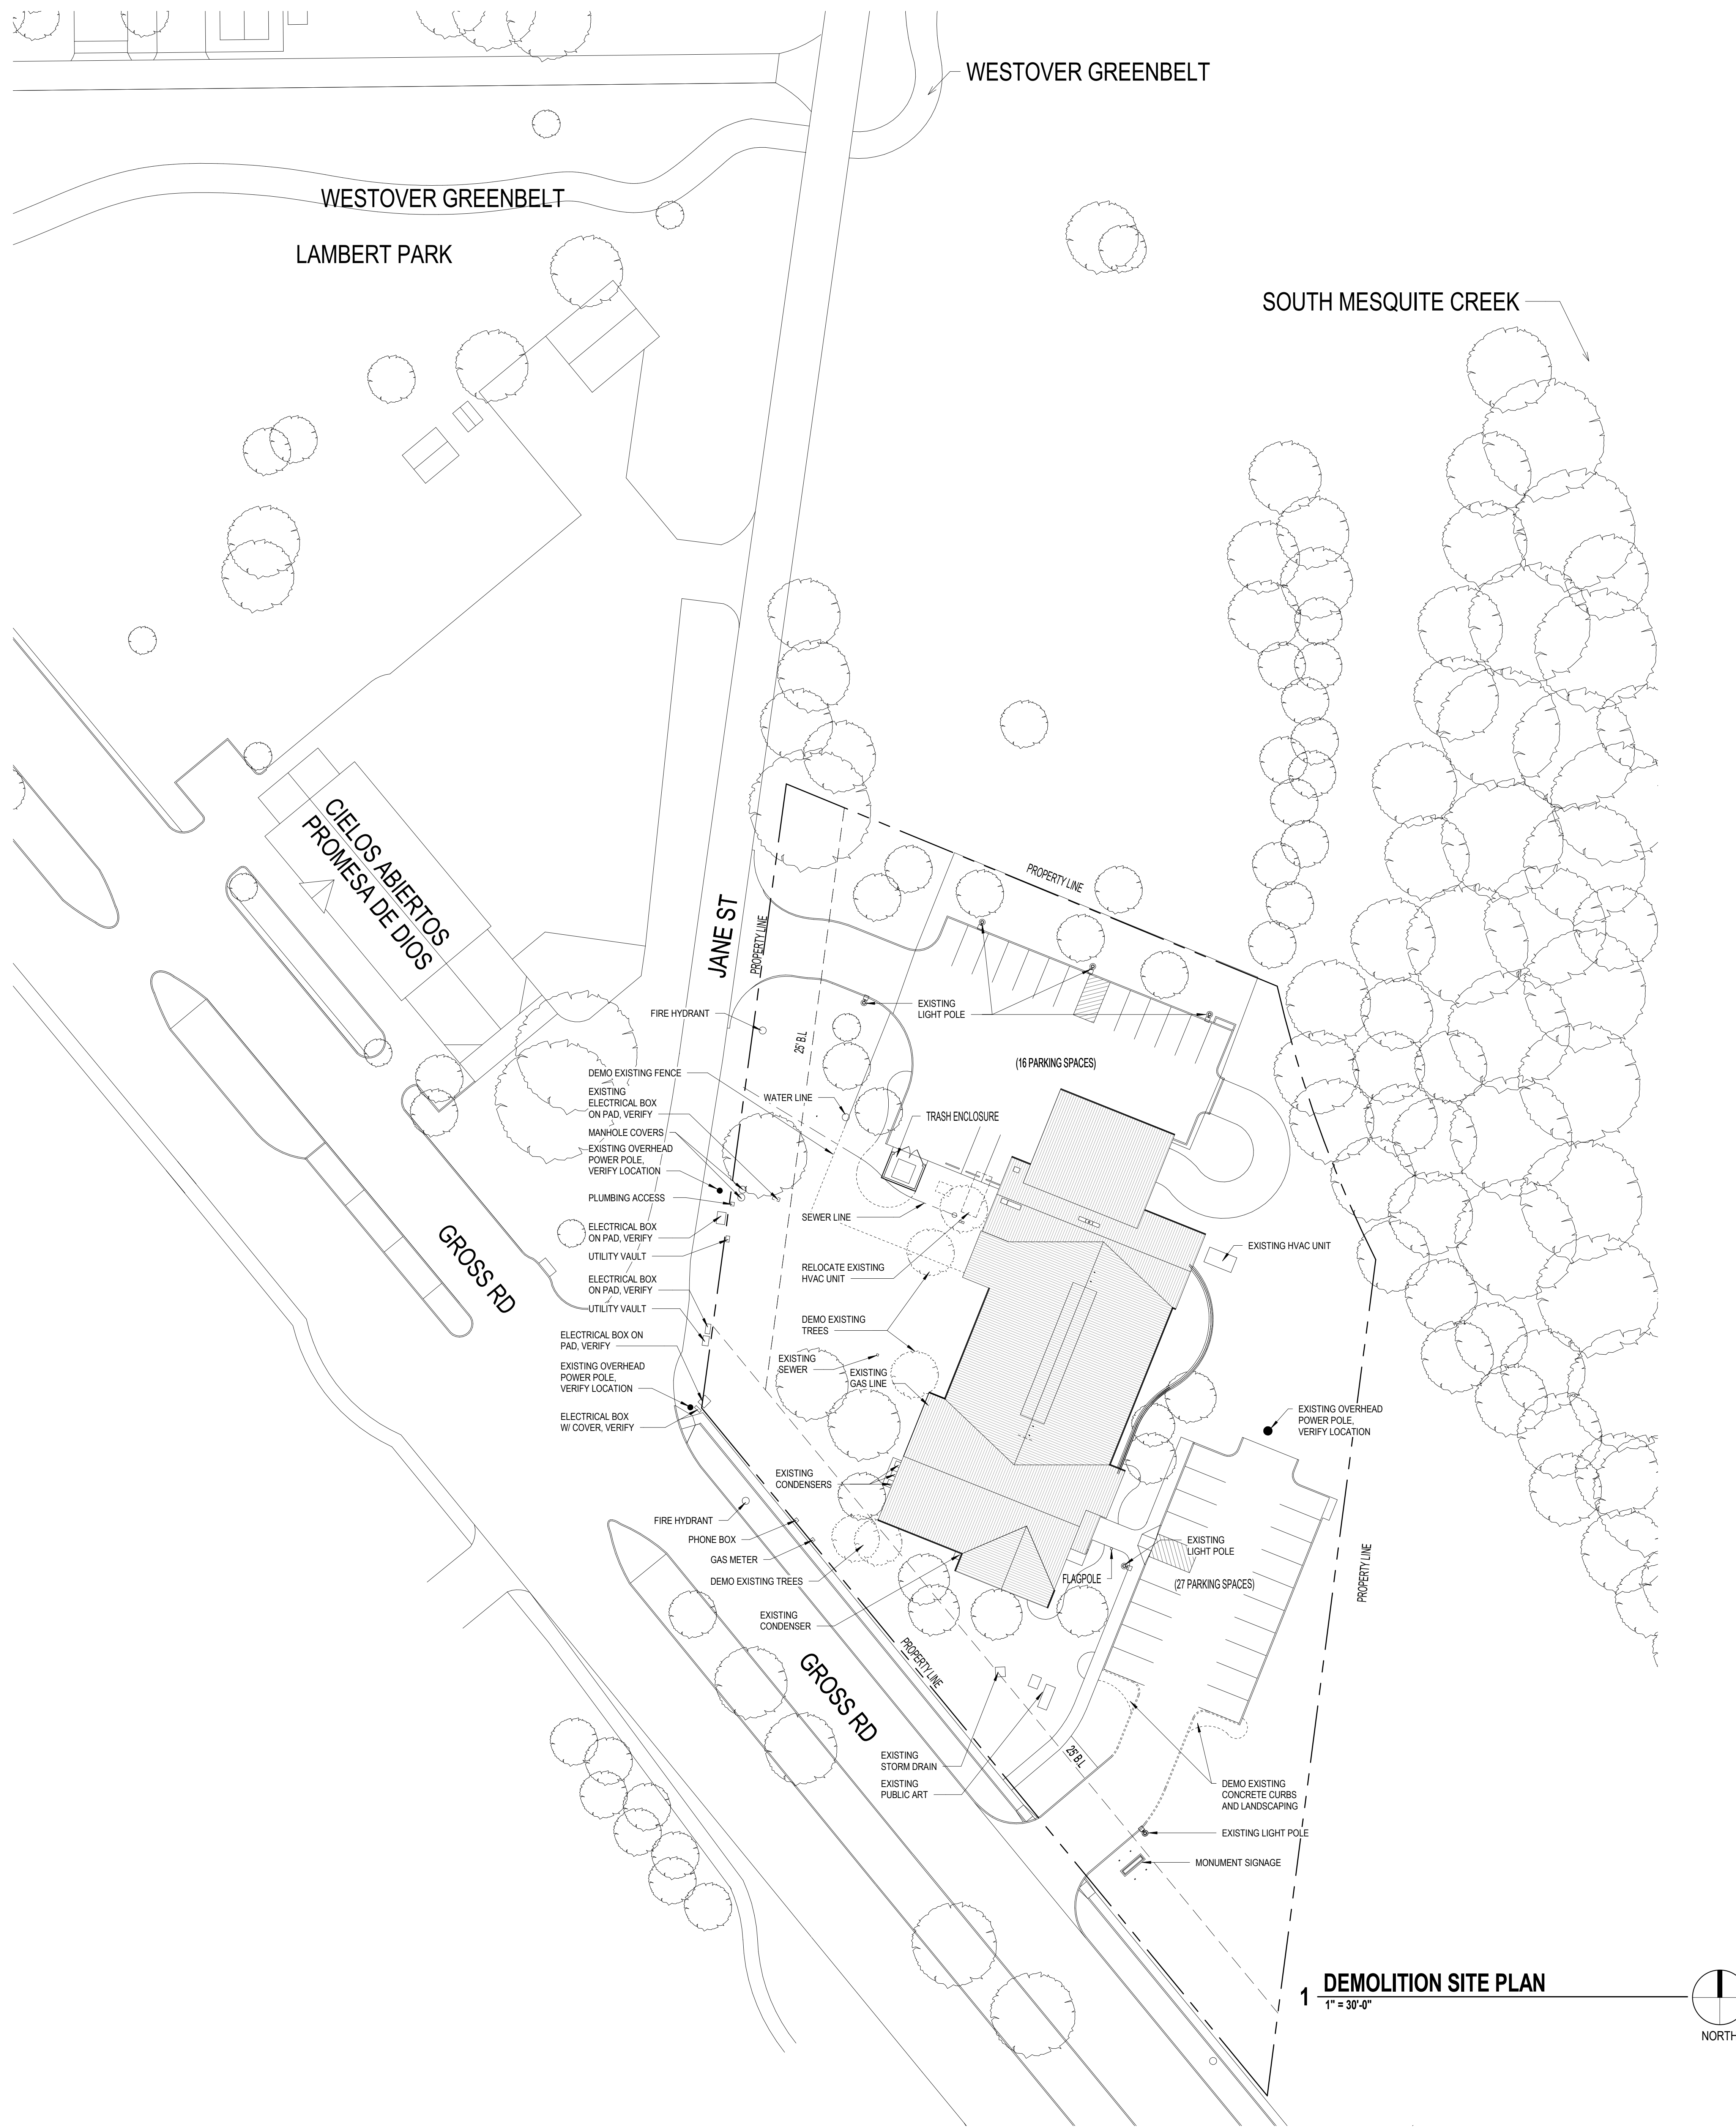 WESTOVER GREENBELT
WESTOVER GREENBELT
LAMBERT PARK
SOUTH MESQUITE CREEK
CIELOS ABIERTOS
PROMESA DE DIOS
JANE ST
PROPERTY LINE
PROPERTY LINE
25' B.L
FIRE HYDRANT
EXISTING
LIGHT POLE
(16 PARKING SPACES)
DEMO EXISTING FENCE
EXISTING
ELECTRICAL BOX
ON PAD, VERIFY
WATER LINE
TRASH ENCLOSURE
MANHOLE COVERS
EXISTING OVERHEAD
POWER POLE,
VERIFY LOCATION
PLUMBING ACCESS
SEWER LINE
ELECTRICAL BOX
ON PAD, VERIFY
UTILITY VAULT
EXISTING HVAC UNIT
RELOCATE EXISTING
HVAC UNIT
ELECTRICAL BOX
ON PAD, VERIFY
UTILITY VAULT
GROSS RD
DEMO EXISTING
TREES
ELECTRICAL BOX ON
PAD, VERIFY
EXISTING
SEWER
EXISTING
GAS LINE
EXISTING OVERHEAD
POWER POLE,
VERIFY LOCATION
ELECTRICAL BOX
W/ COVER, VERIFY
EXISTING OVERHEAD
POWER POLE,
VERIFY LOCATION
EXISTING
CONDENSERS
FIRE HYDRANT
PHONE BOX
GAS METER
DEMO EXISTING TREES
EXISTING
LIGHT POLE
FLAGPOLE
(27 PARKING SPACES)
PROPERTY LINE
EXISTING
CONDENSER
PROPERTY LINE
GROSS RD
25' B.L
EXISTING
STORM DRAIN
EXISTING
PUBLIC ART
DEMO EXISTING
CONCRETE CURBS
AND LANDSCAPING
EXISTING LIGHT POLE
MONUMENT SIGNAGE
1 DEMOLITION SITE PLAN
1" = 30'-0"
NORTH